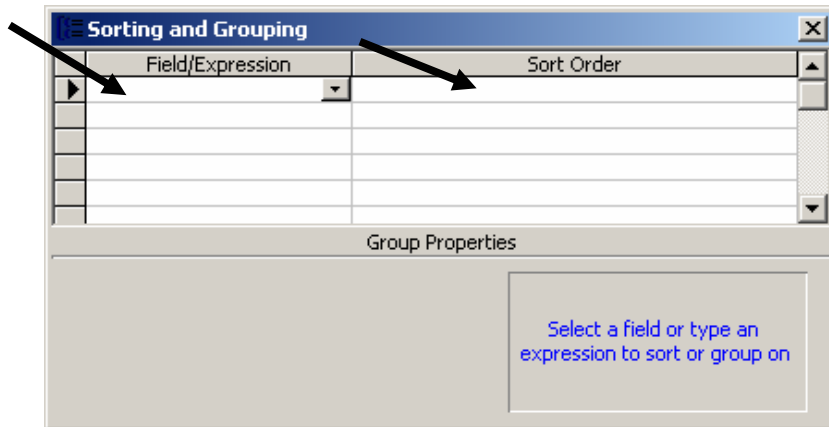 Sorting and Grouping
Field/Expression
Sort Order
Group Properties
Select a field or type an
expression to sort or group on